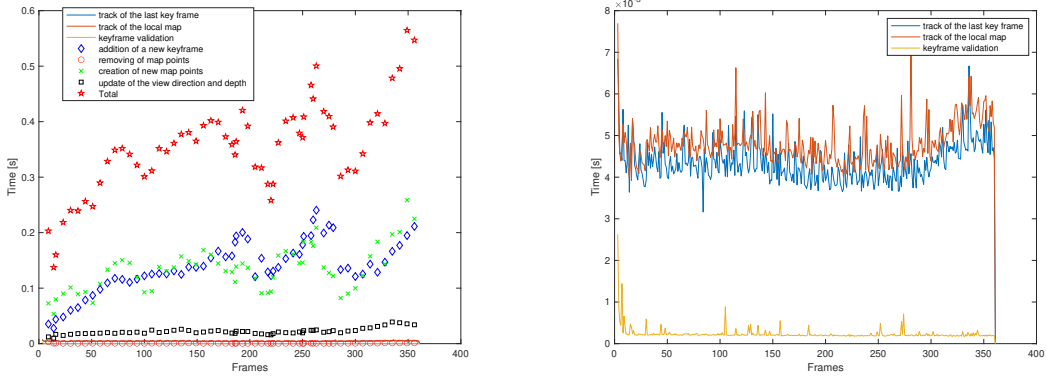 track of the last key frame
track of the local map
keyframe validation
addition of a new keyframe
removing of map points
creation of new map points
update of the view direction and depth
Total
0.6
0.5
0.4
0.3
0.2
0.1
0
Time [s]
0 50 100 150 200 250 300 350 400
Frames
track of the last key frame
track of the local map
keyframe validation
8
7
6
5
4
3
2
1
0
Time [s]
0 50 100 150 200 250 300 350 400
Frames